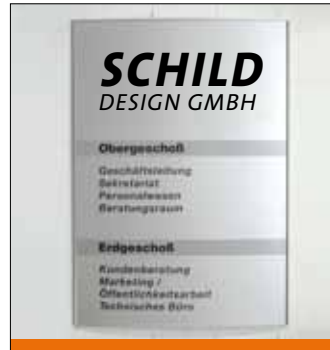 SCHILD
DESIGN GMBH
Obergeschoß
Geschäftsleitung
Sekretariat
Personalwesen
Beratungsraum
Erdgeschoß
Kundenberatung
Marketing /
Öffentlichkeitsarbeit
Technisches Büro